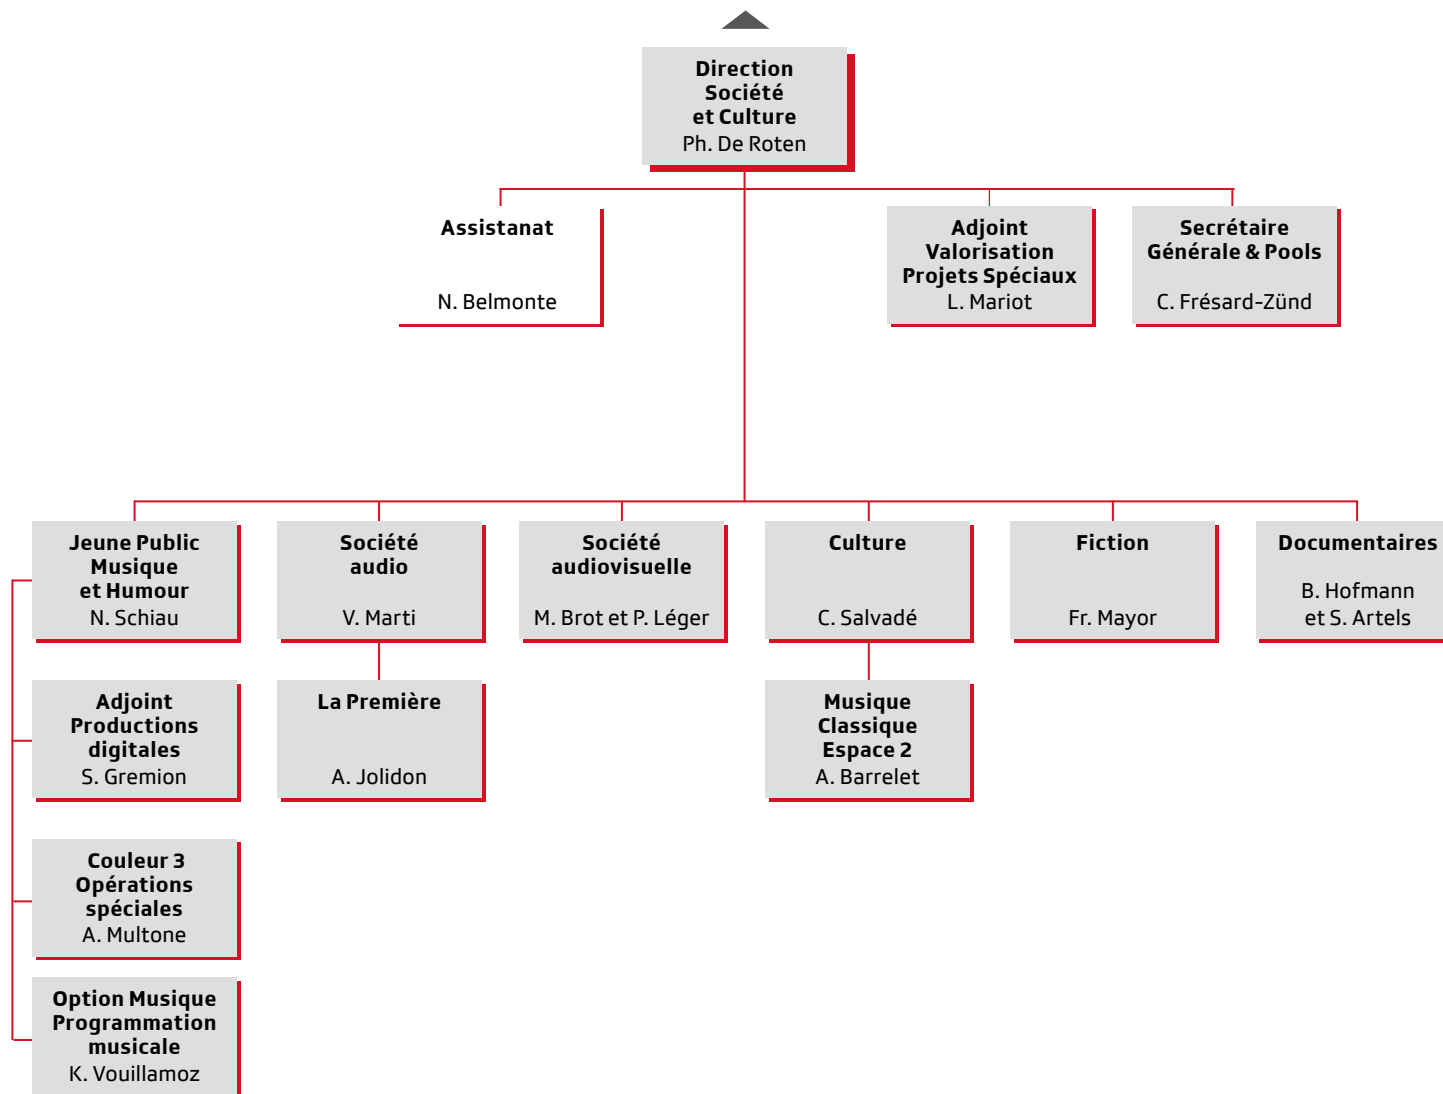 Direction
Société
et Culture
Ph. De Roten
Assistanat
N. Belmonte
Adjoint
Valorisation
Projets Spéciaux
L. Mariot
Secrétaire
Générale & Pools
C. Frésard-Zünd
Jeune Public
Musique
et Humour
N. Schiau
Société
audio
V. Marti
Société
audiovisuelle
M. Brot et P. Léger
Culture
C. Salvadé
Fiction
Fr. Mayor
Documentaires
B. Hofmann
et S. Artels
Adjoint
Productions
digitales
S. Gremion
La Première
A. Jolidon
Musique
Classique
Espace 2
A. Barrelet
Couleur 3
Opérations
spéciales
A. Multone
Option Musique
Programmation
musicale
K. Vouillamoz